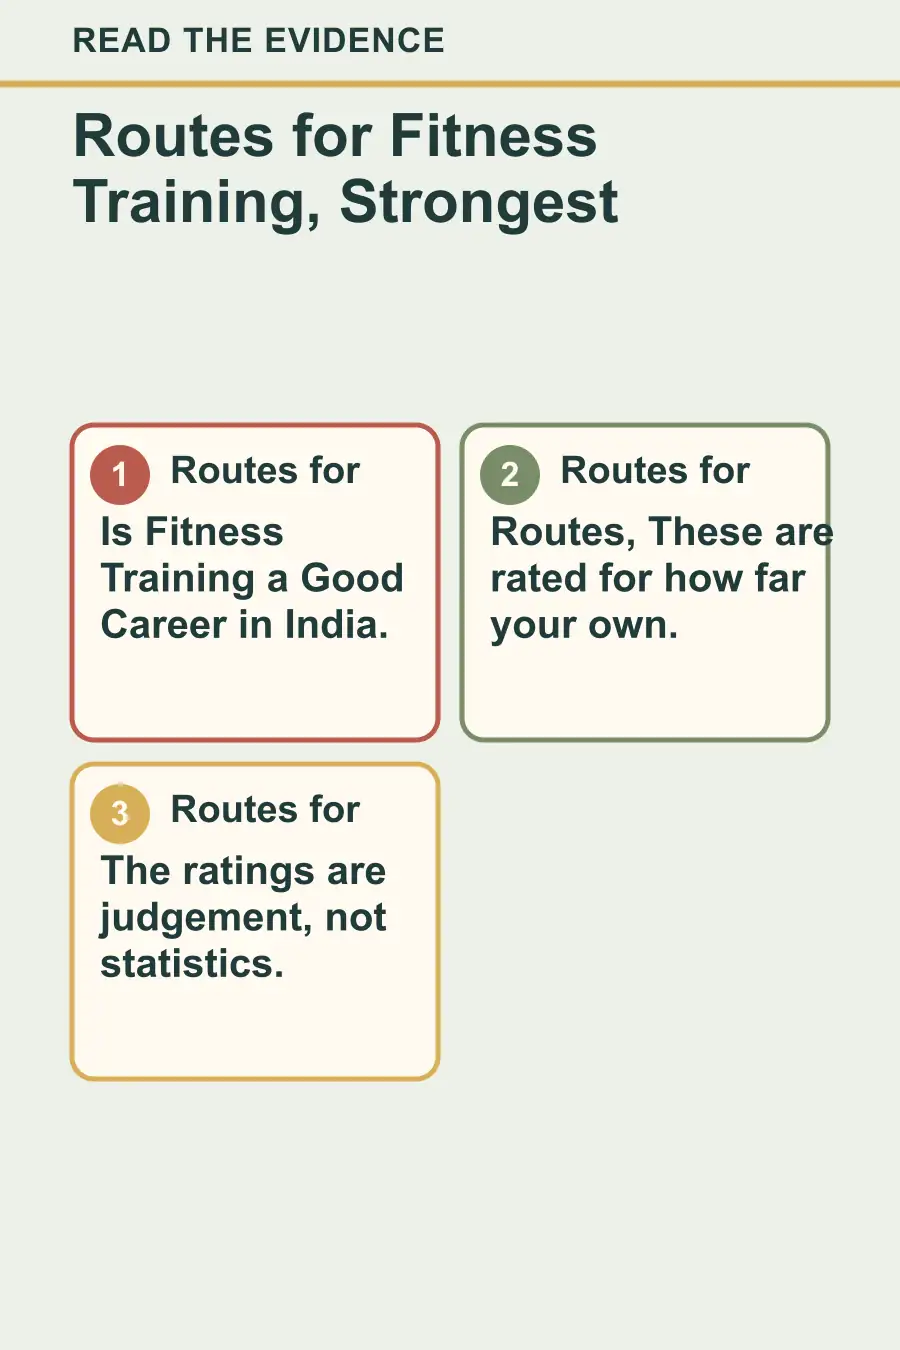 READ THE EVIDENCE
Routes for Fitness
Training, Strongest
1 Routes for
Is Fitness
Training a Good
Career in India.
2 Routes for
Routes, These are
rated for how far
your own.
3 Routes for
The ratings are
judgement, not
statistics.